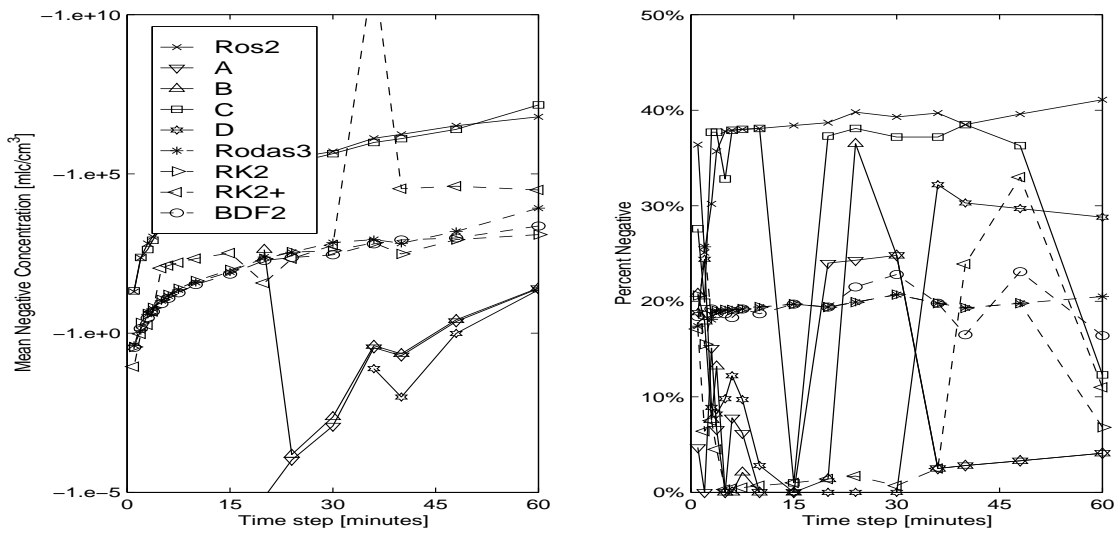 Mean Negative Concentration [mlc/cm³]
−1.e+10
−1.e+5
−1.e+0
−1.e−5
0
15
30
45
60
Time step [minutes]
Ros2
A
B
C
D
Rodas3
RK2
RK2+
BDF2
Percent Negative
50%
40%
30%
20%
10%
0%
0
15
30
45
60
Time step [minutes]